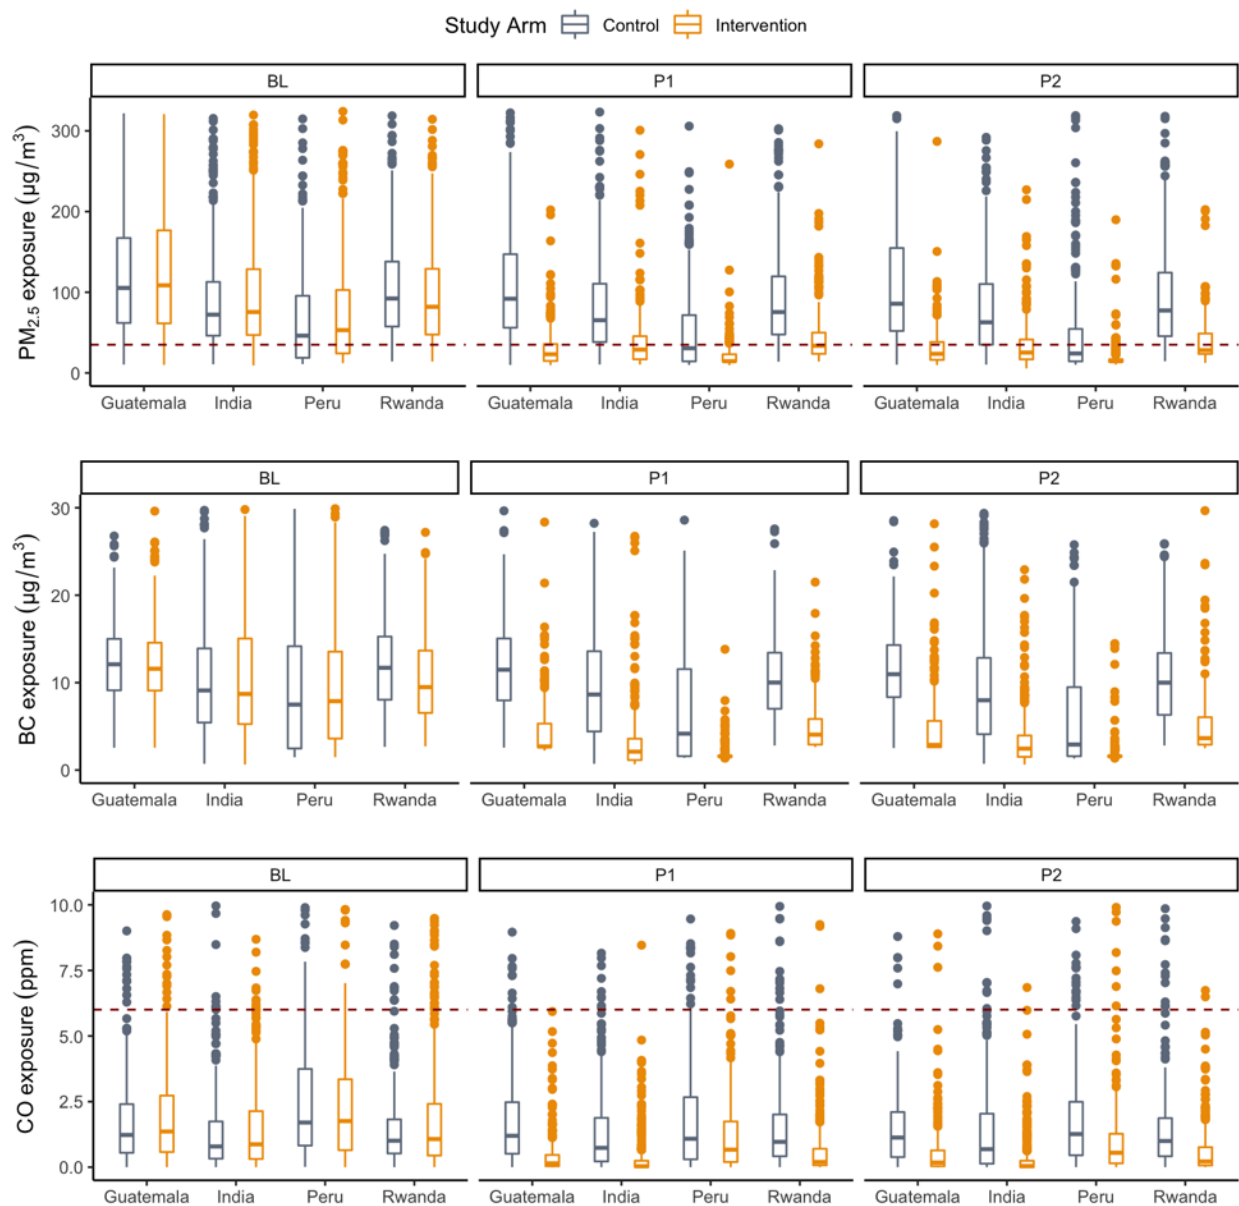 Study Arm Control Intervention
BL P1 P2
PM2.5 exposure (µg/m³)
300
200
100
0
Guatemala India Peru Rwanda Guatemala India Peru Rwanda Guatemala India Peru Rwanda
BL P1 P2
BC exposure (µg/m³)
30
20
10
0
Guatemala India Peru Rwanda Guatemala India Peru Rwanda Guatemala India Peru Rwanda
BL P1 P2
CO exposure (ppm)
10.0
7.5
5.0
2.5
0.0
Guatemala India Peru Rwanda Guatemala India Peru Rwanda Guatemala India Peru Rwanda